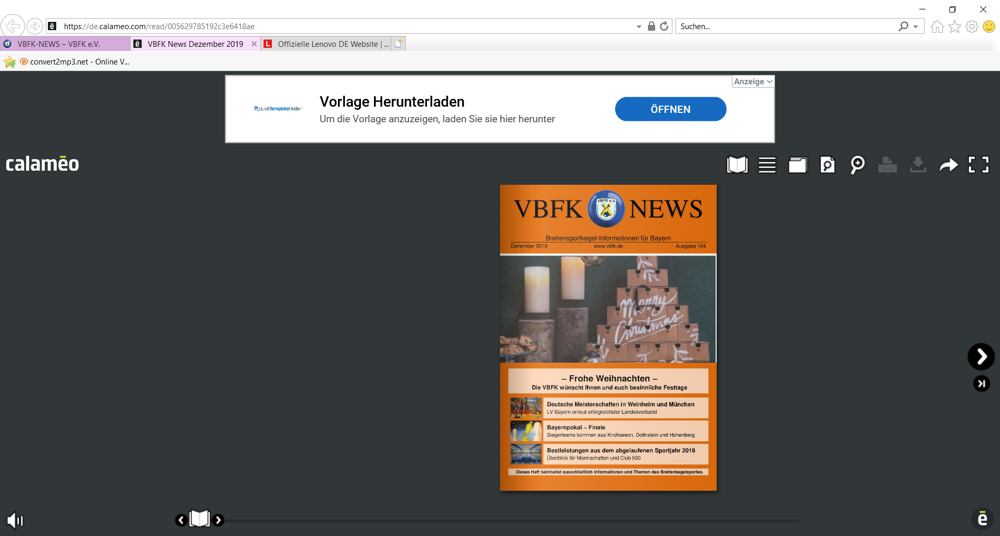 https://de.calameo.com/read/005629785192c3e6418ae
Suchen...
VBFK-NEWS – VBFK e.V.
VBFK News Dezember 2019
Offizielle Lenovo DE Website | ...
convert2mp3.net - Online V...
Anzeige
QuickTemplateFinder
Vorlage Herunterladen
Um die Vorlage anzuzeigen, laden Sie sie hier herunter
ÖFFNEN
calamēo
VBFK NEWS
VBFK e.V.
Breitensportkegel-Informationen für Bayern
Dezember 2019 www.vbfk.de Ausgabe 104
Merry
Christmas
– Frohe Weihnachten –
Die VBFK wünscht Ihnen und euch besinnliche Festtage
Deutsche Meisterschaften in Weinheim und München
LV Bayern erneut erfolgreichster Landesverband
Bayernpokal – Finale
Siegerteams kommen aus Kirchseeon, Dollnstein und Hohenberg
Bestleistungen aus dem abgelaufenen Sportjahr 2019
Überblick für Mannschaften und Club 500
Dieses Heft beinhaltet ausschließlich Informationen und Themen des Breitenkegelsportes.
ē